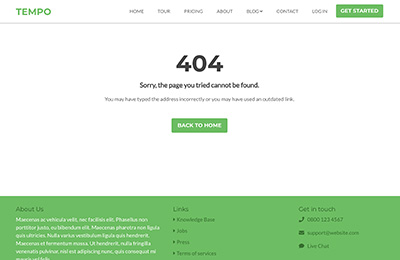 TEMPO
HOME TOUR PRICING ABOUT BLOG CONTACT LOG IN GET STARTED
404
Sorry, the page you tried cannot be found.
You may have typed the address incorrectly or you may have used an outdated link.
BACK TO HOME
About Us
Maecenas ac vehicula velit, nec facilisis elit. Phasellus non
porttitor justo, eu bibendum elit. Maecenas pharetra non ligula
quis ultricies. Nulla varius vestibulum ligula quis hendrerit.
Maecenas et fermentum massa. Ut hendrerit, nulla fringilla
venenatis pulvinar, nunc est adipiscing sem, quis consequat mi
mauris vel felis.
Links
Knowledge Base
Jobs
Press
Terms of services
Get in touch
0800 123 4567
support@website.com
Live Chat